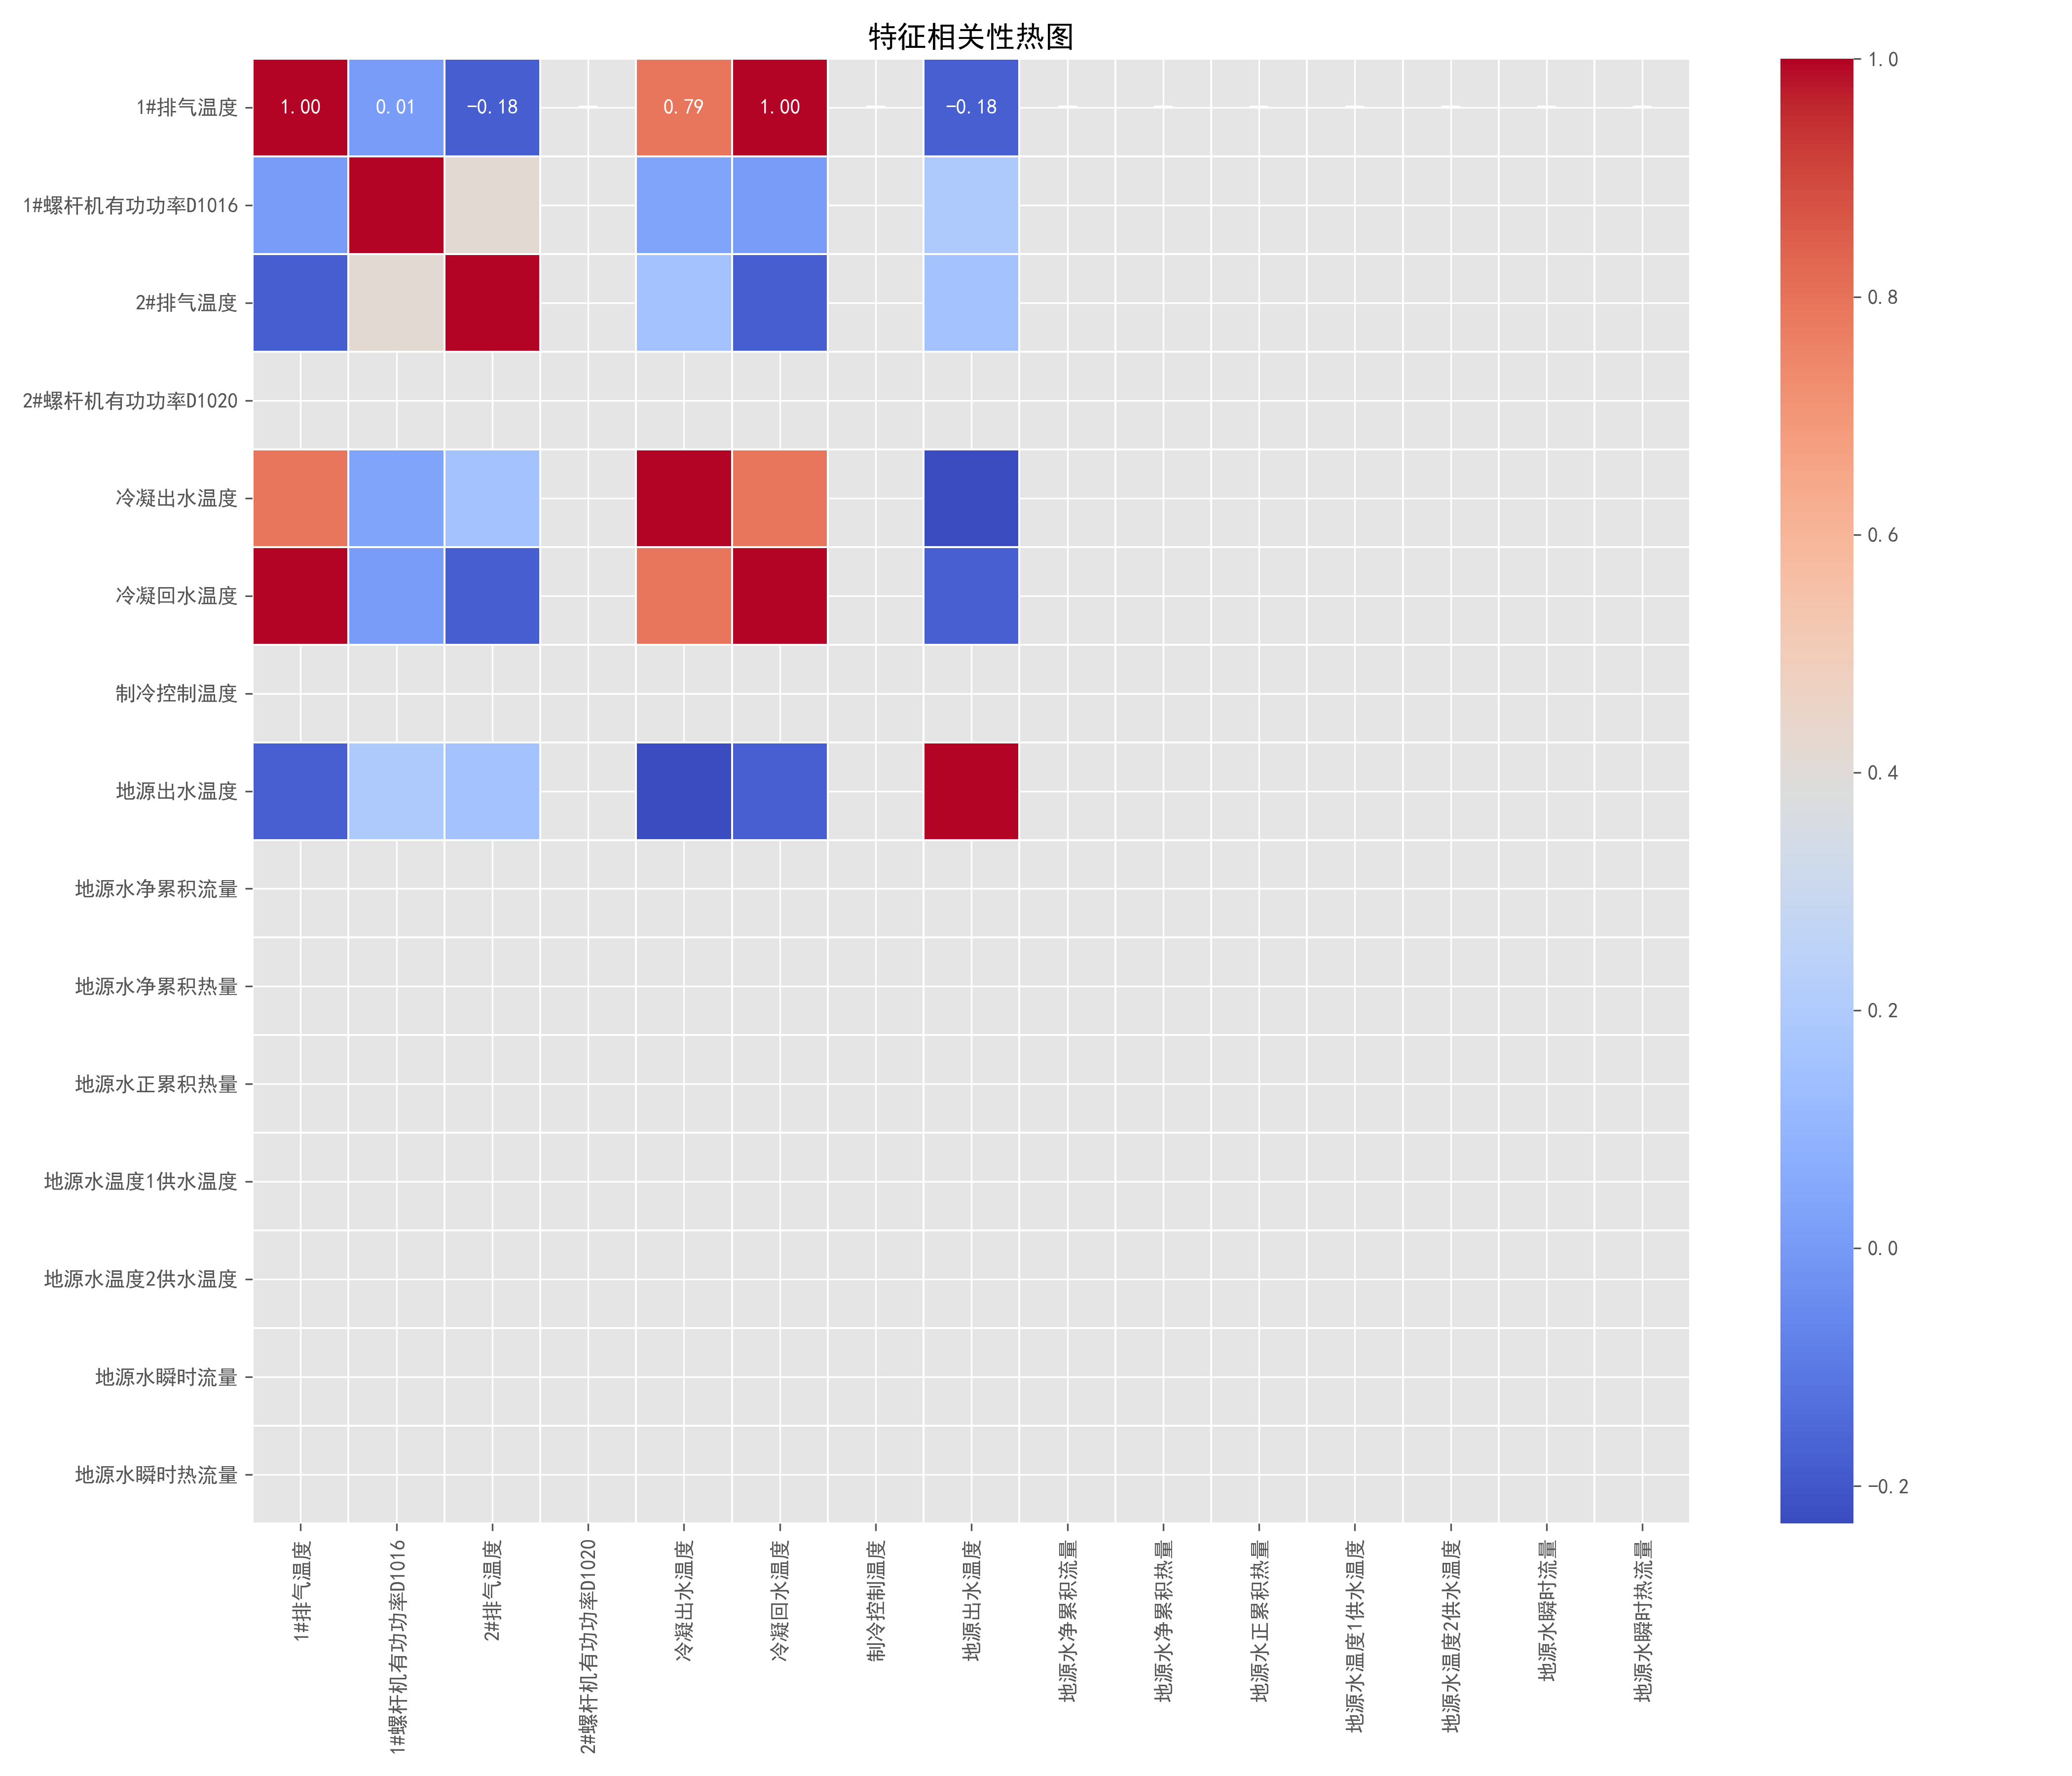 特征相关性热图
1#排气温度
1.00
0.01
-0.18
0.79
1.00
-0.18
1#螺杆机有功功率D1016
2#排气温度
2#螺杆机有功功率D1020
冷凝出水温度
冷凝回水温度
制冷控制温度
地源出水温度
地源水净累积流量
地源水净累积热量
地源水正累积热量
地源水温度1供水温度
地源水温度2供水温度
地源水瞬时流量
地源水瞬时热流量
1#排气温度
1#螺杆机有功功率D1016
2#排气温度
2#螺杆机有功功率D1020
冷凝出水温度
冷凝回水温度
制冷控制温度
地源出水温度
地源水净累积流量
地源水净累积热量
地源水正累积热量
地源水温度1供水温度
地源水温度2供水温度
地源水瞬时流量
地源水瞬时热流量
1.0
0.8
0.6
0.4
0.2
0.0
-0.2